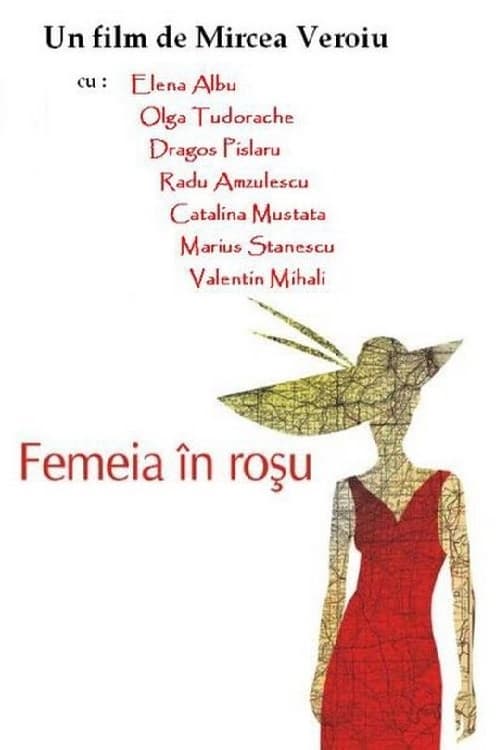 Un film de Mircea Veroiu
cu : Elena Albu
Olga Tudorache
Dragos Pislaru
Radu Amzulescu
Catalina Mustata
Marius Stanescu
Valentin Mihali
Femeia în roşu